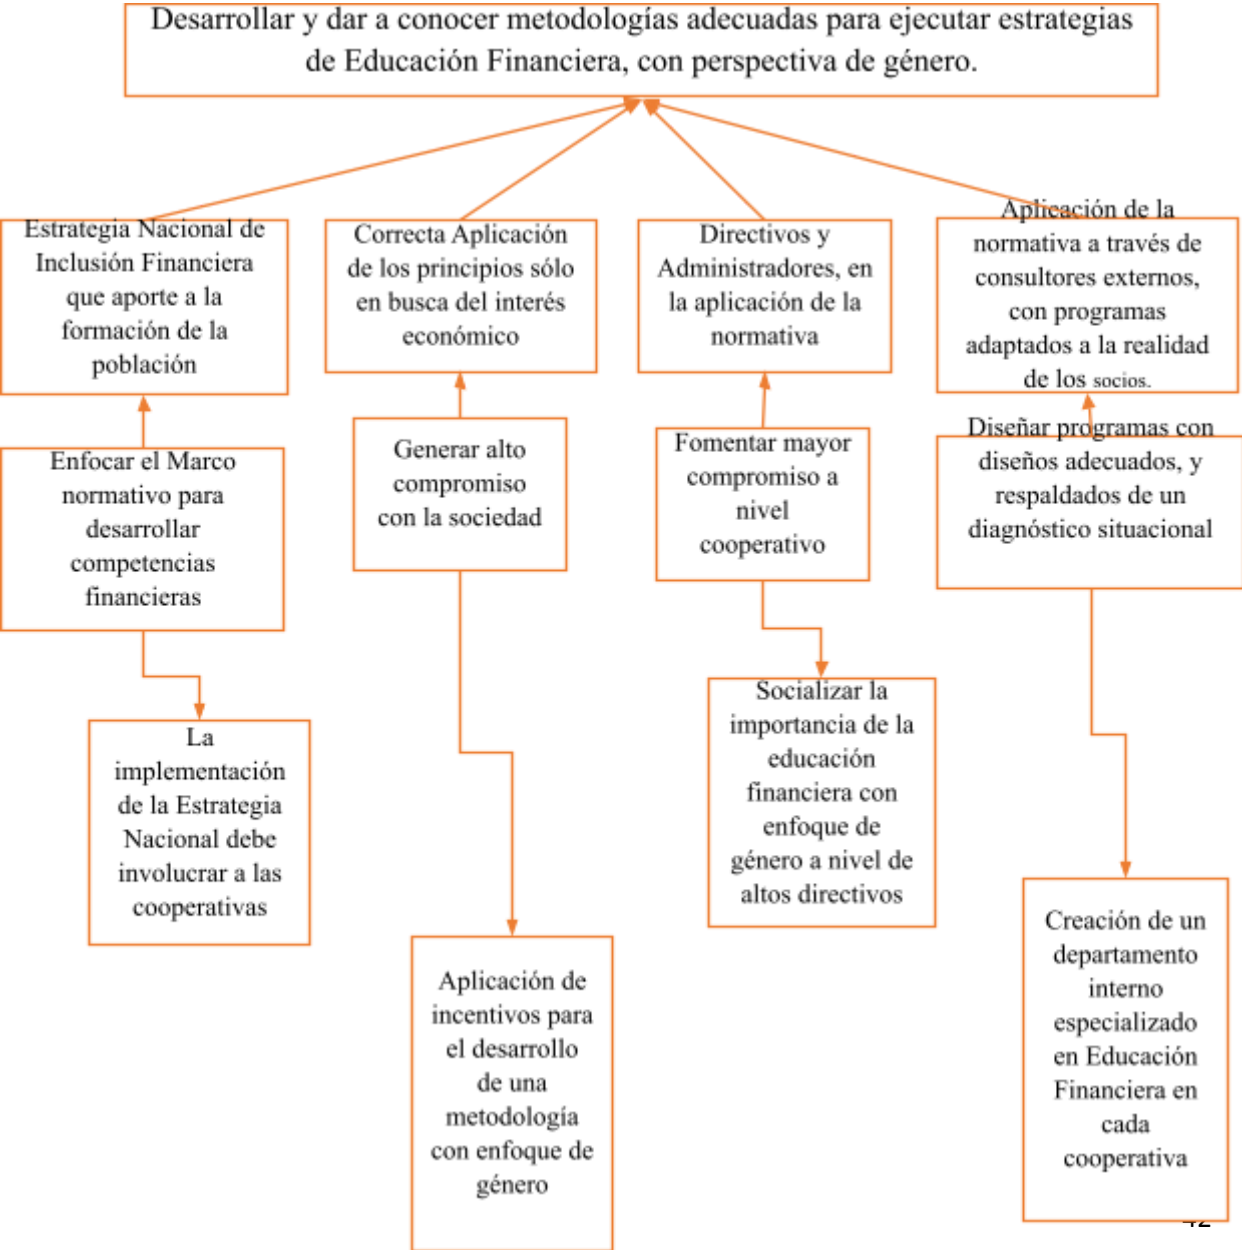 Desarrollar y dar a conocer metodologías adecuadas para ejecutar estrategias
de Educación Financiera, con perspectiva de género.
Estrategia Nacional de
Inclusión Financiera
que aporte a la
formación de la
población
Correcta Aplicación
de los principios sólo
en busca del interés
económico
Directivos y
Administradores, en
la aplicación de la
normativa
Aplicación de la
normativa a través de
consultores externos,
con programas
adaptados a la realidad
de los socios.
Enfocar el Marco
normativo para
desarrollar
competencias
financieras
Generar alto
compromiso
con la sociedad
Fomentar mayor
compromiso a
nivel
cooperativo
Diseñar programas con
diseños adecuados, y
respaldados de un
diagnóstico situacional
La
implementación
de la Estrategia
Nacional debe
involucrar a las
cooperativas
Aplicación de
incentivos para
el desarrollo
de una
metodología
con enfoque de
género
Socializar la
importancia de la
educación
financiera con
enfoque de
género a nivel de
altos directivos
Creación de un
departamento
interno
especializado
en Educación
Financiera en
cada
cooperativa